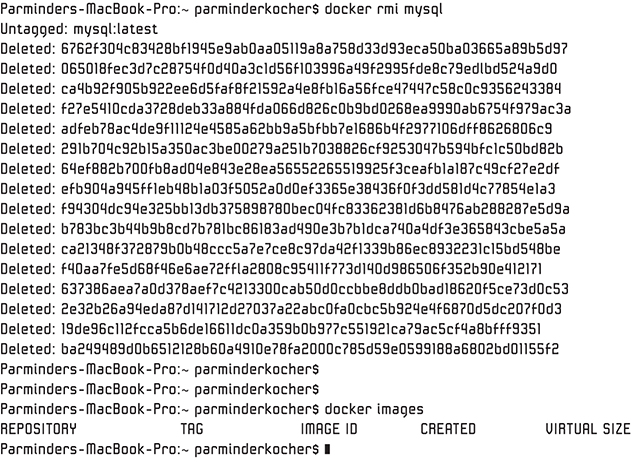 Parminders-MacBook-Pro:~ parminderkocher$ docker rmi mysql
Untagged: mysql:latest
Deleted: 6762f304c83428bf1945e9ab0aa05119a8a758d33d93eca50ba03665a89b5d97
Deleted: 065018fec3d7c28754f0d40a3c1d56f103996a49f2995fde8c79edlbd524a9d0
Deleted: ca4b92f905b922ee6d5faf8f21592a4e8fb16a56fce47447c58c0c9356243384
Deleted: f27e5410cda3728deb33a884fda066d826c0b9bd0268ea9990ab6754f979ac3a
Deleted: adfeb78ac4de9f11124e4585a62bb9a5bfbb7e1686b4f2977106dff8626806c9
Deleted: 291b704c92b15a350ac3be00279a251b7038826cf9253047b594bfc1c50bd82b
Deleted: 64ef882b700fb8ad04e843e28ea56552265519925f3ceafb1a187c49cf27e2df
Deleted: efb904a945ff1eb48b1a03f5052a0d0ef3365e38436f0f3dd581d4c77854e1a3
Deleted: f94304dc94e325bb13db375898780bec04fc83362381d6b8476ab288287e5d9a
Deleted: b783bc3b44b9b8cd7b781bc86183ad490e3b7b1dca740a4df3e365843cbe5a5a
Deleted: ca21348f372879b0b48ccc5a7e7ce8c97da42f1339b86ec8932231c15bd548be
Deleted: f40aa7fe5d68f46e6ae72ffla2808c95411f773d140d986506f352b90e412171
Deleted: 637386aea7a0d378aef7c4213300cab50d0ccbbe8ddb0bad18620f5ce73d0c53
Deleted: 2e32b26a94eda87d141712d27037a22abc0fa0cbc5b924e4f6870d5dc207f0d3
Deleted: 19de96c112fcca5b6de16611dc0a359b0b977c551921ca79ac5cf4a8bfff9351
Deleted: ba249489d0b6512128b60a4910e78fa2000c785d59e0599188a6802bd01155f2
Parminders-MacBook-Pro:~ parminderkocher$
Parminders-MacBook-Pro:~ parminderkocher$
Parminders-MacBook-Pro:~ parminderkocher$ docker images
REPOSITORY TAG IMAGE ID CREATED VIRTUAL SIZE
Parminders-MacBook-Pro:~ parminderkocher$